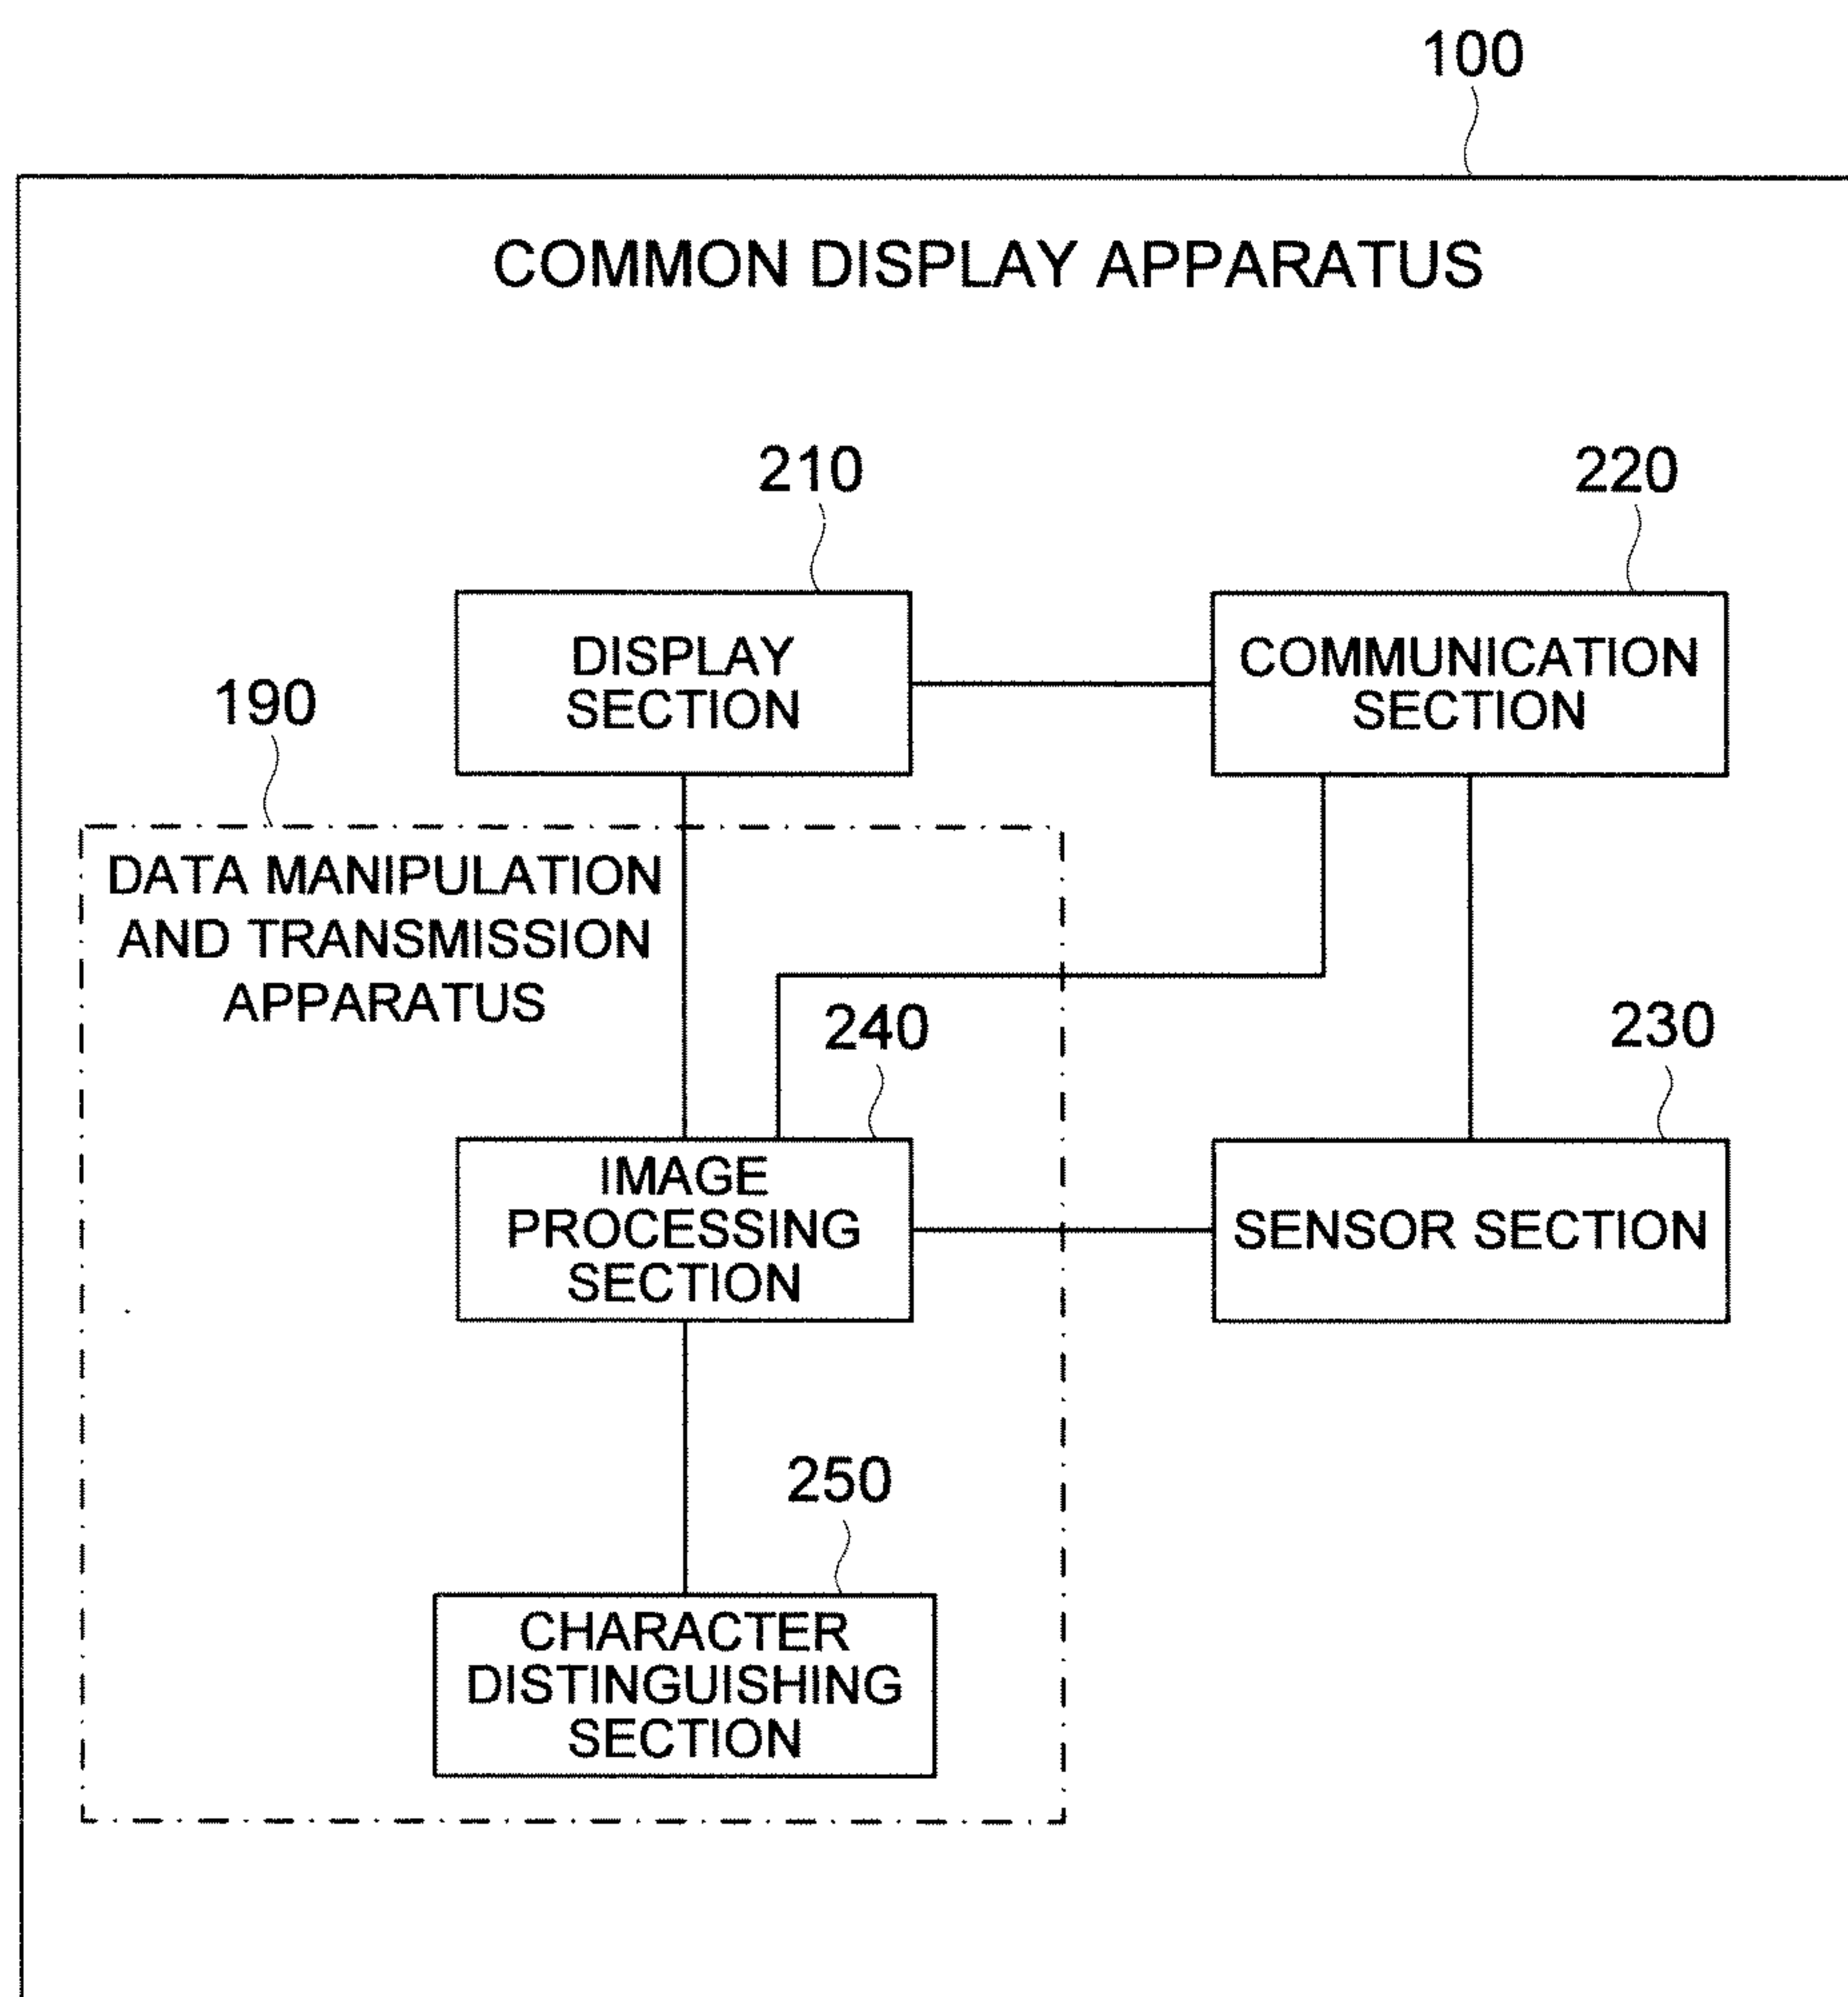 100
COMMON DISPLAY APPARATUS
210
220
DISPLAY
SECTION
COMMUNICATION
SECTION
190
DATA MANIPULATION
AND TRANSMISSION
APPARATUS
240
230
IMAGE
PROCESSING
SECTION
SENSOR SECTION
250
CHARACTER
DISTINGUISHING
SECTION